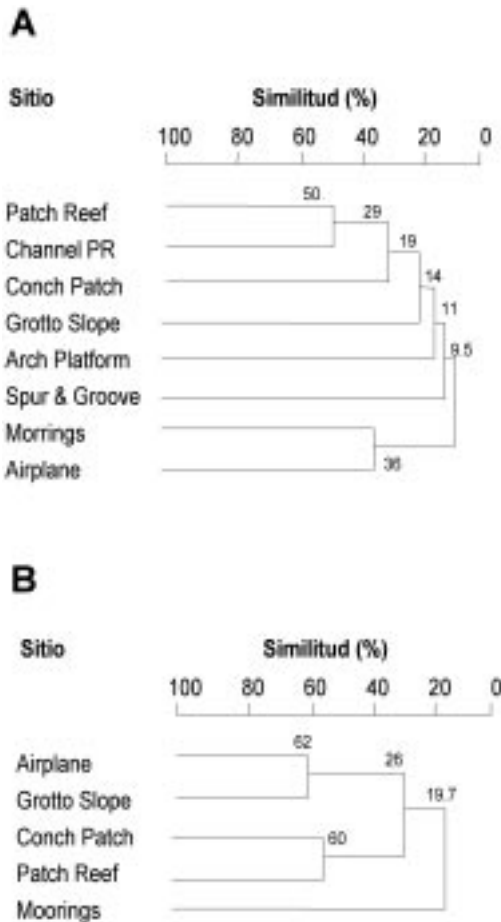 A
Sitio Similitud (%)
100 80 60 40 20 0
50
Patch Reef 29
Channel PR 19
Conch Patch 14
Grotto Slope 11
Arch Platform 9.5
Spur & Groove
Morrings
Airplane 36
B
Sitio Similitud (%)
100 80 60 40 20 0
62 26
Airplane
Grotto Slope 19.7
Conch Patch 60
Patch Reef
Moorings